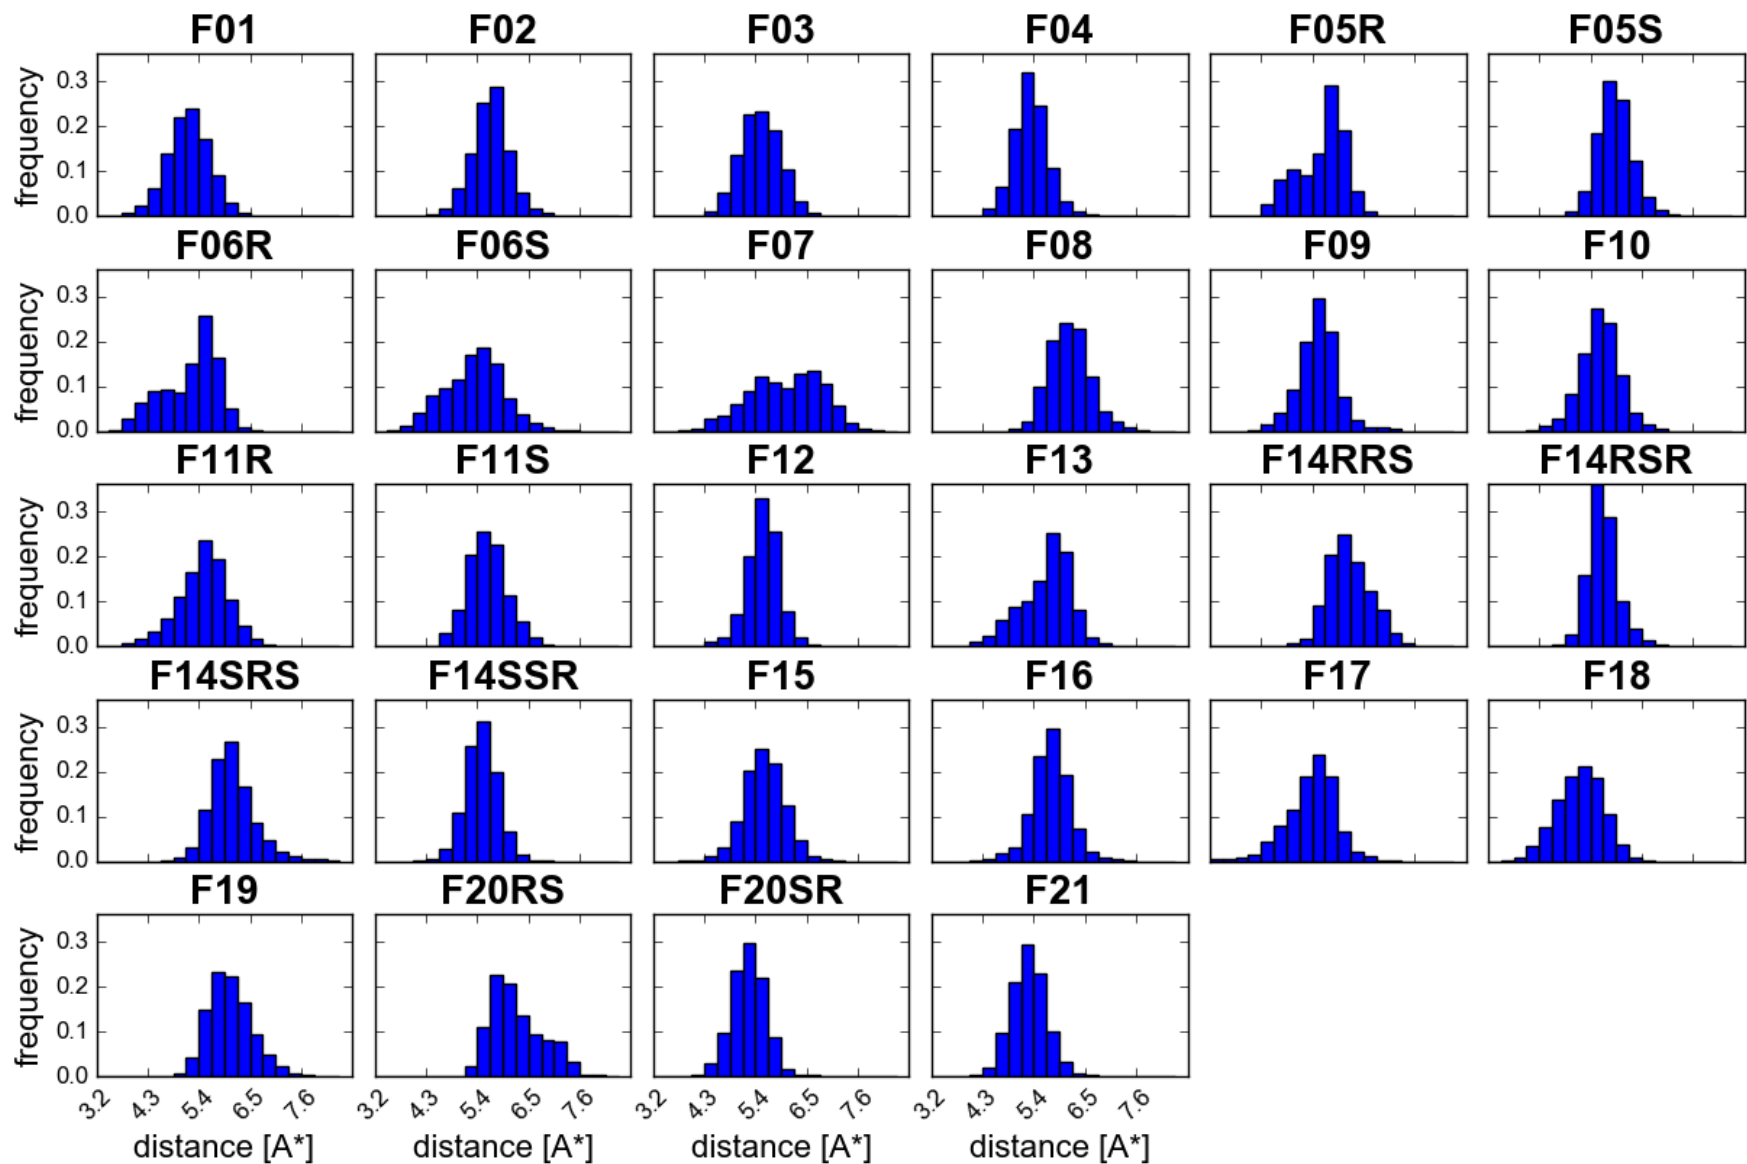 F01 F02 F03 F04 F05R F05S
frequency
0.3
0.2
0.1
0.0
F06R F06S F07 F08 F09 F10
frequency
0.3
0.2
0.1
0.0
F11R F11S F12 F13 F14RRS F14RSR
frequency
0.3
0.2
0.1
0.0
F14SRS F14SSR F15 F16 F17 F18
frequency
0.3
0.2
0.1
0.0
F19 F20RS F20SR F21
frequency
0.3
0.2
0.1
0.0
3.2 4.3 5.4 6.5 7.6 3.2 4.3 5.4 6.5 7.6 3.2 4.3 5.4 6.5 7.6 3.2 4.3 5.4 6.5 7.6
distance [A*] distance [A*] distance [A*] distance [A*]